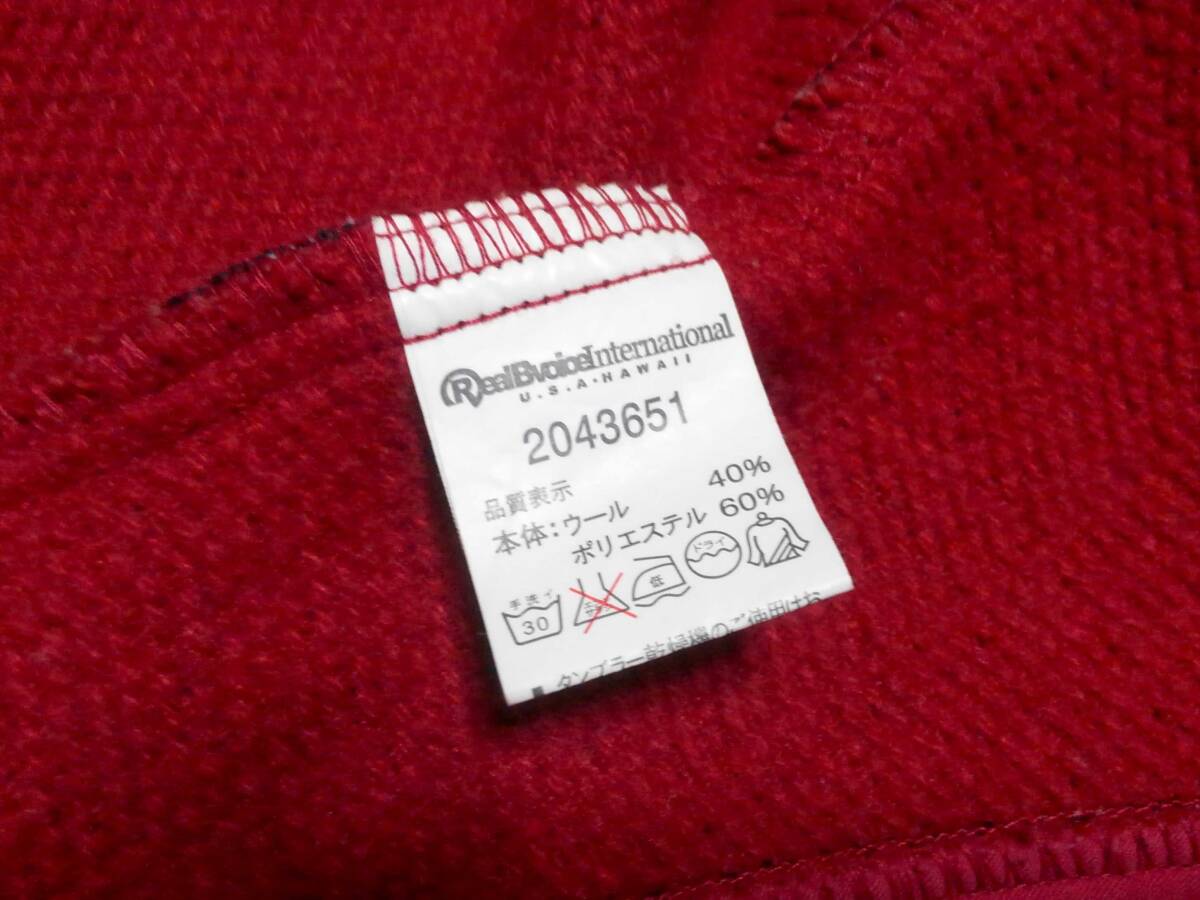 RealBvoiceInternational
U.S.A・HAWAII
2043651
品質表示
本体：ウール 40%
ポリエステル 60%
手洗イ 30 低 ドライ
タンブラー乾燥機のご使用はお